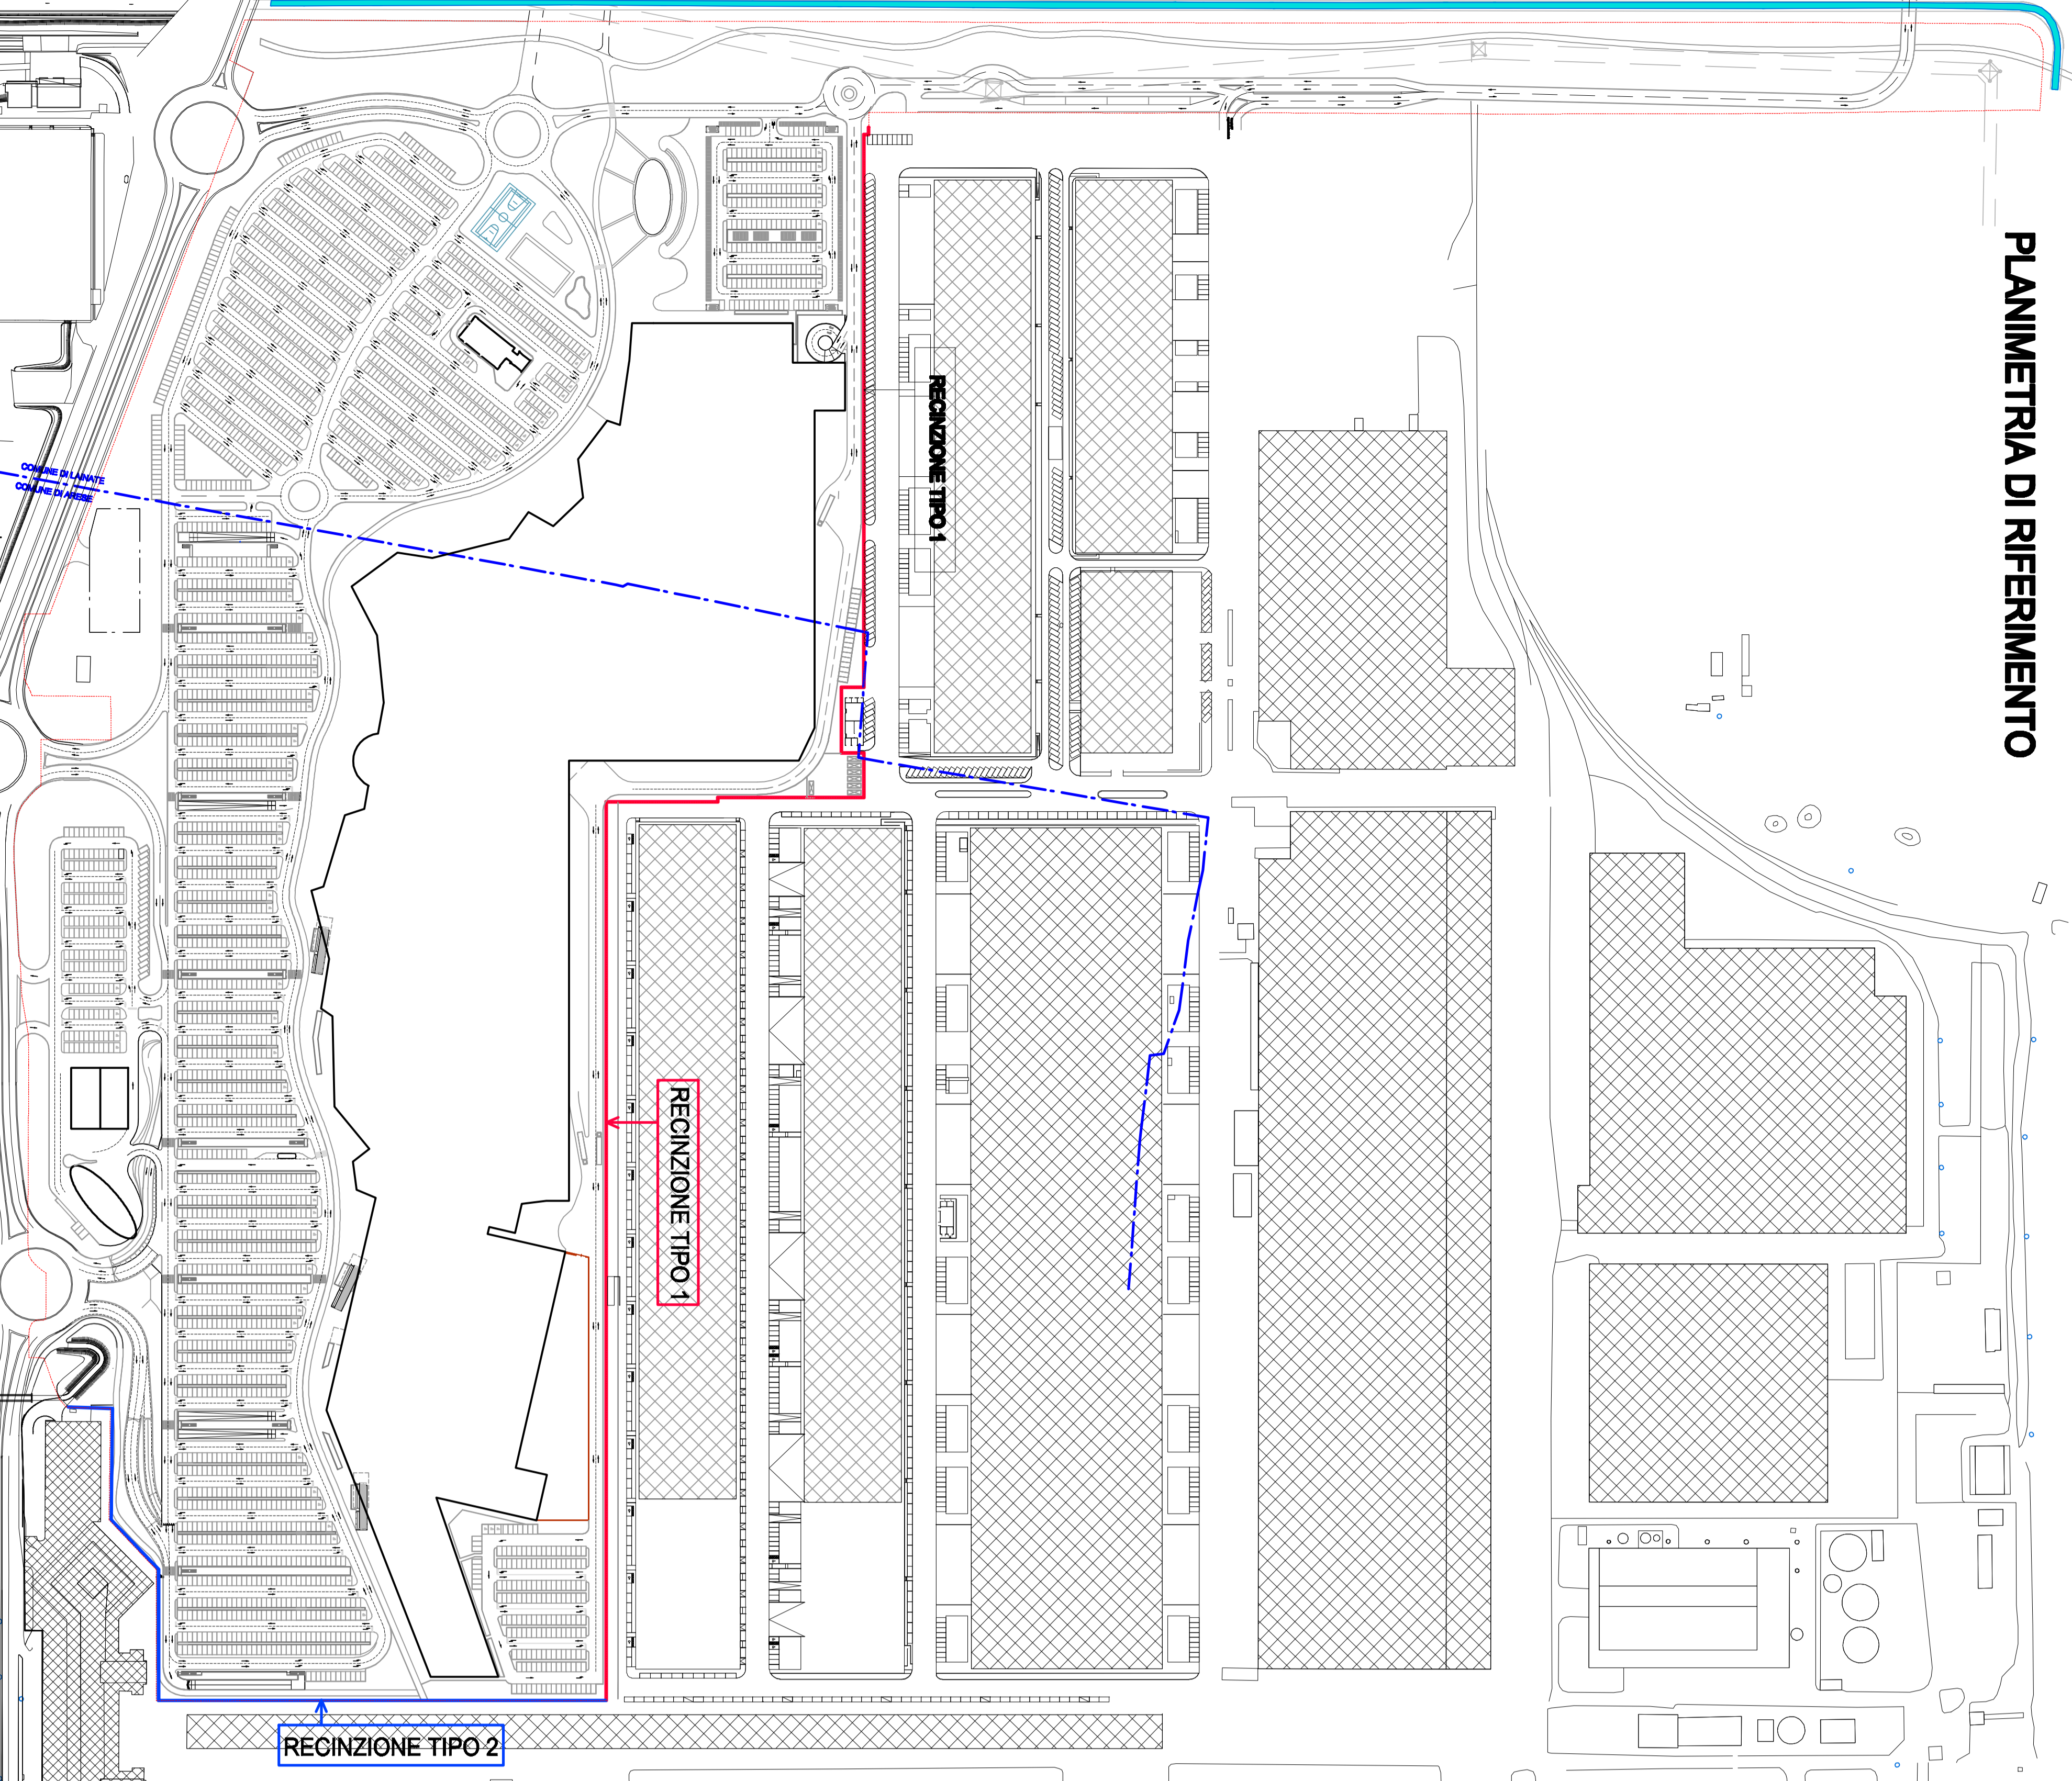 PLANIMETRIA DI RIFERIMENTO
RECINZIONE TIPO 1
COMUNE DI LAINATE
COMUNE DI ARESE
RECINZIONE TIPO 1
RECINZIONE TIPO 2